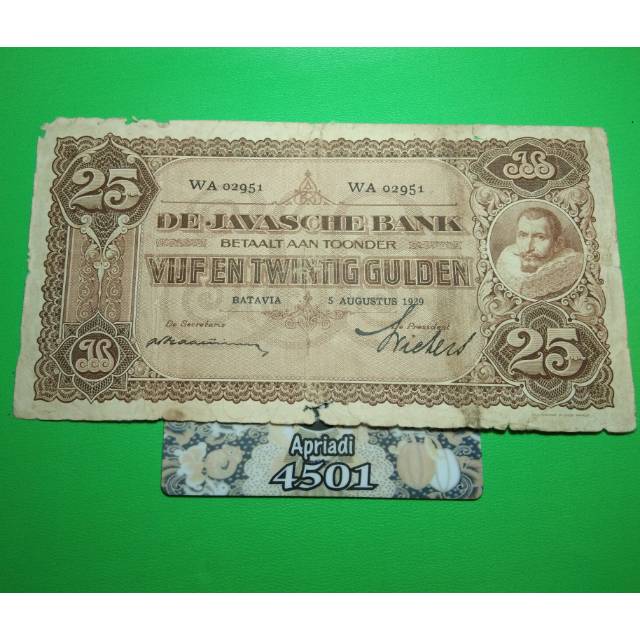 25
WA 02951 WA 02951
DE JAVASCHE BANK
BETAALT AAN TOONDER
VIJF EN TWINTIG GULDEN
BATAVIA 5 AUGUSTUS 1929
De Secretaris De President
25
Apriadi
4501